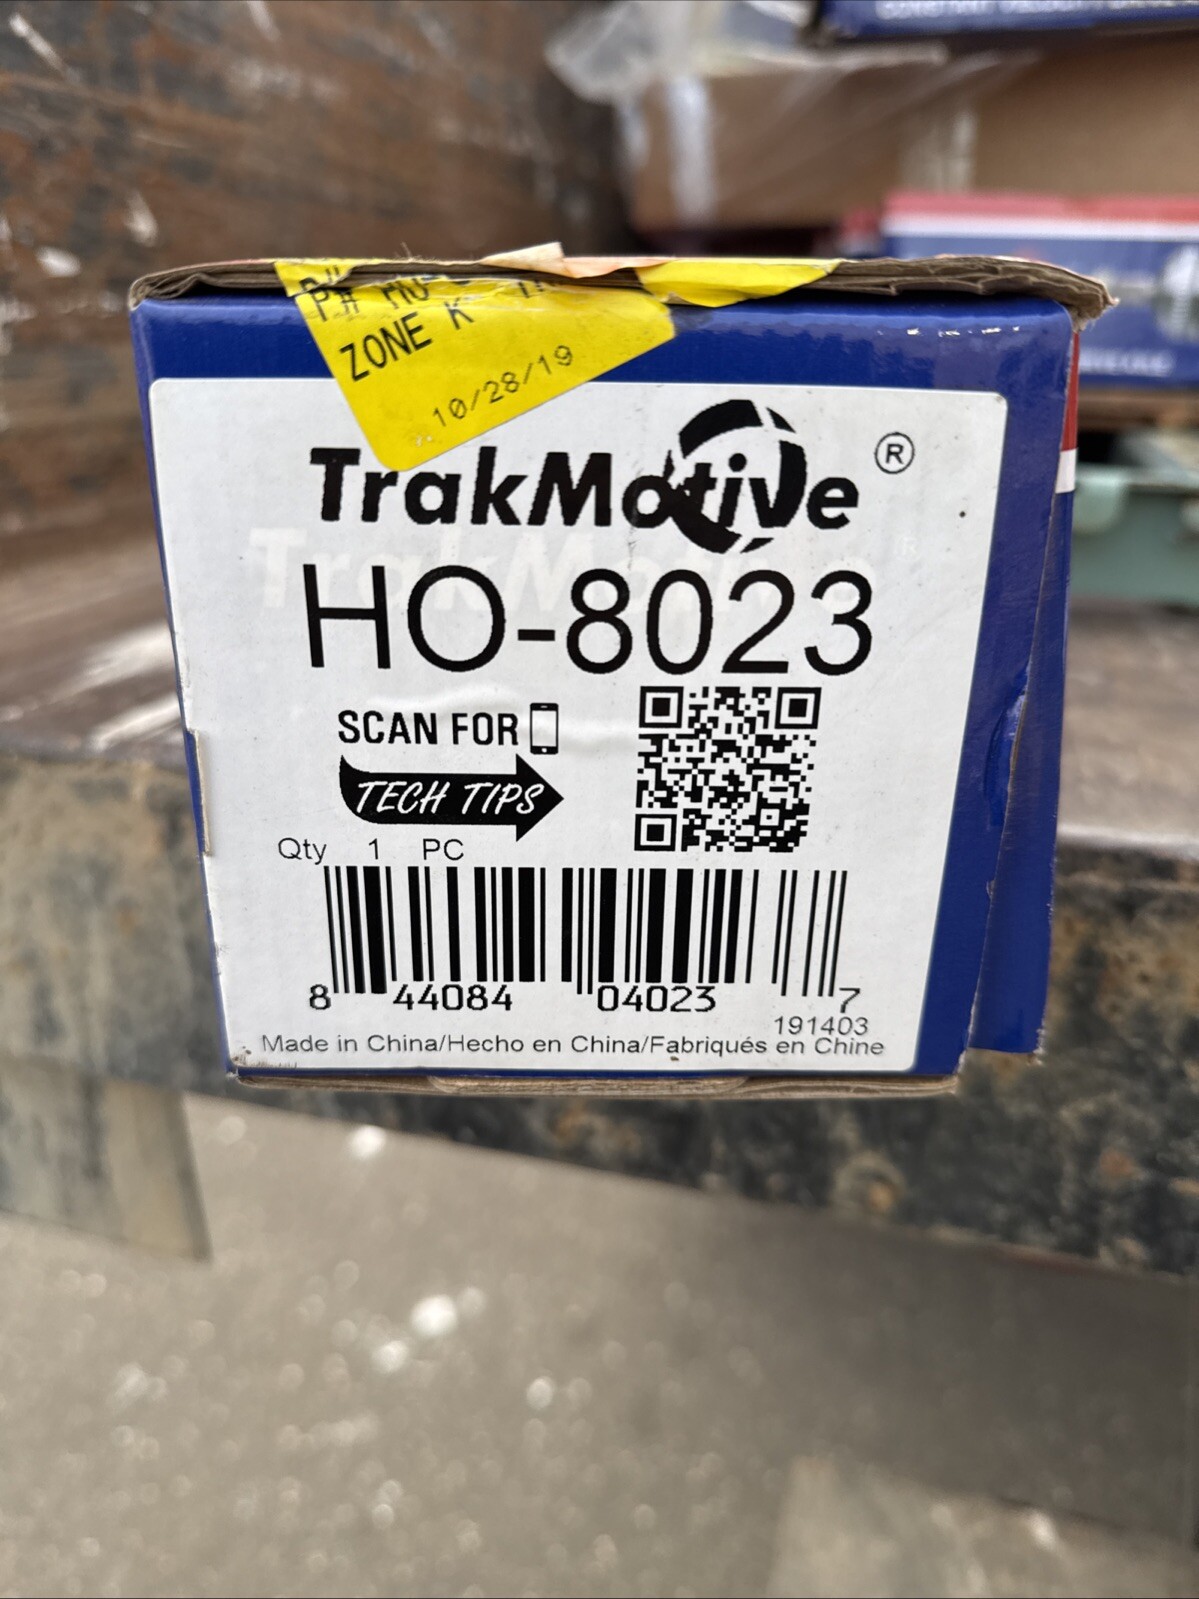 P#
ZONE K
10/28/19
TrakMotive ®
HO-8023
SCAN FOR
TECH TIPS
Qty 1 PC
8 44084 04023 7
191403
Made in China/Hecho en China/Fabriqués en Chine